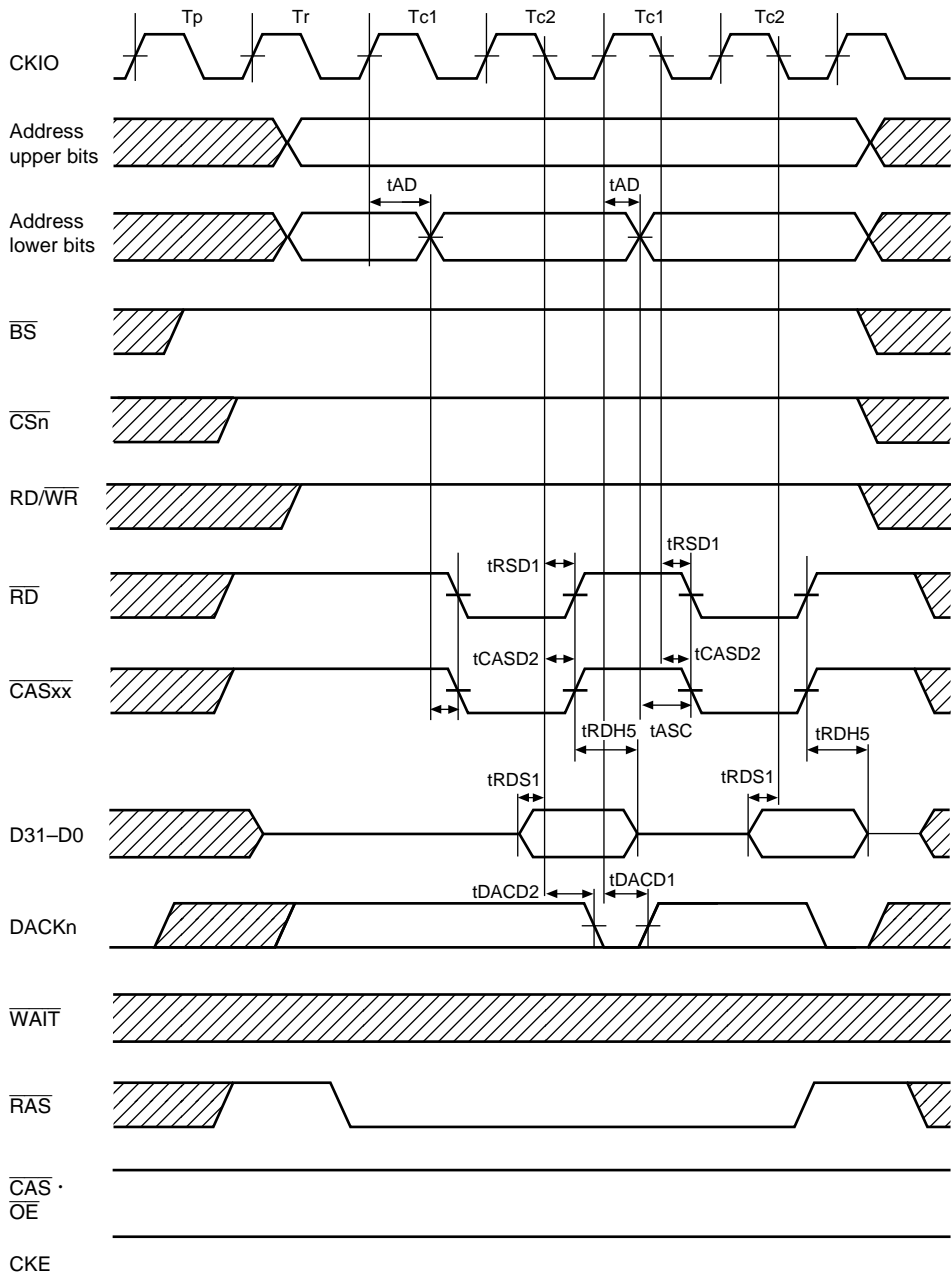 Tp Tr Tc1 Tc2 Tc1 Tc2
CKIO
Address
upper bits
tAD tAD
Address
lower bits
BS
CSn
RD/WR
tRSD1 tRSD1
RD
tCASD2 tCASD2
CASxx
tRDH5 tASC tRDH5
tRDS1 tRDS1
D31–D0
tDACD2 tDACD1
DACKn
WAIT
RAS
CAS ·
OE
CKE